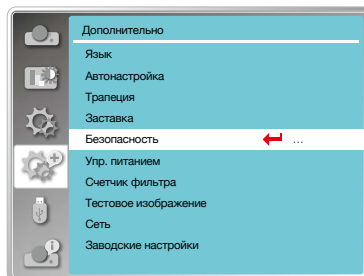 Дополнительно
Язык
Автонастройка
Трапеция
Заставка
Безопасность ...
Упр. питанием
Счетчик фильтра
Тестовое изображение
Сеть
Заводские настройки